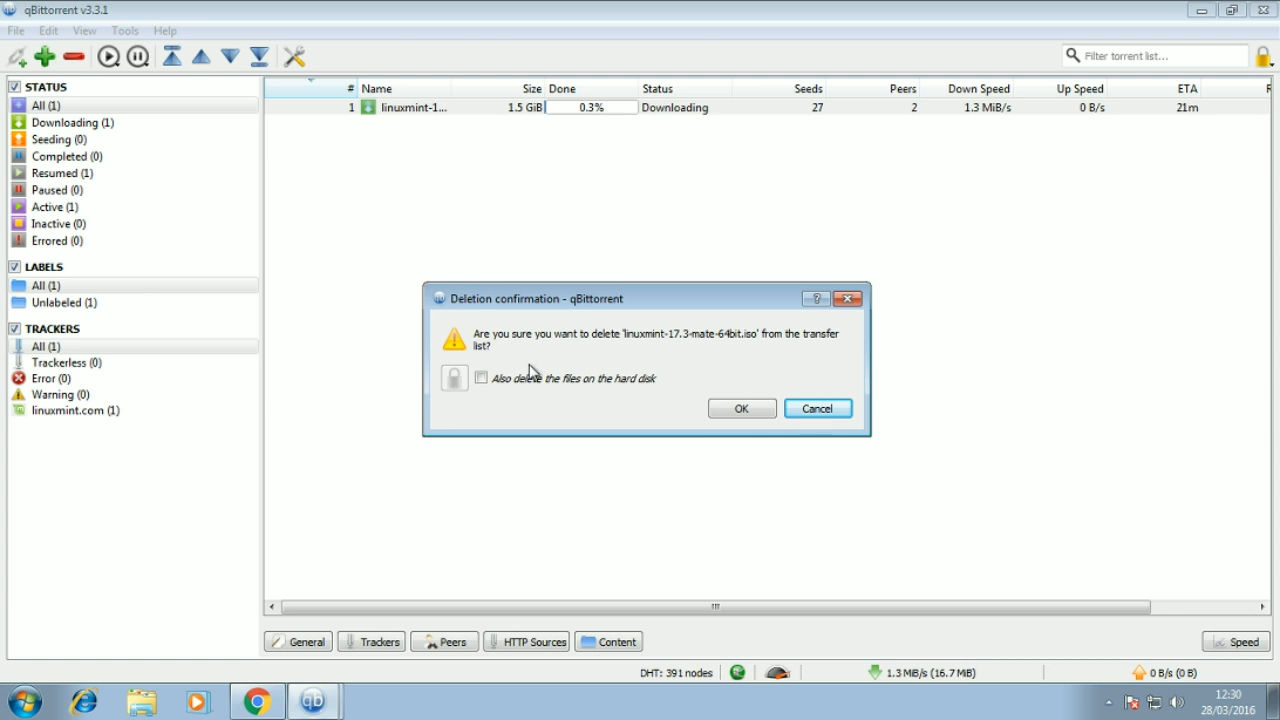 qBittorrent v3.3.1
File Edit View Tools Help
Filter torrent list...
STATUS
All (1)
Downloading (1)
Seeding (0)
Completed (0)
Resumed (1)
Paused (0)
Active (1)
Inactive (0)
Errored (0)
LABELS
All (1)
Unlabeled (1)
TRACKERS
All (1)
Trackerless (0)
Error (0)
Warning (0)
linuxmint.com (1)
# Name Size Done Status Seeds Peers Down Speed Up Speed ETA
1 linuxmint-1... 1.5 GiB 0.3% Downloading 27 2 1.3 MiB/s 0 B/s 21m
Deletion confirmation - qBittorrent
Are you sure you want to delete 'linuxmint-17.3-mate-64bit.iso' from the transfer
list?
Also delete the files on the hard disk
OK Cancel
General Trackers Peers HTTP Sources Content Speed
DHT: 391 nodes 1.3 MiB/s (16.7 MiB) 0 B/s (0 B)
qb
12:30
28/03/2016